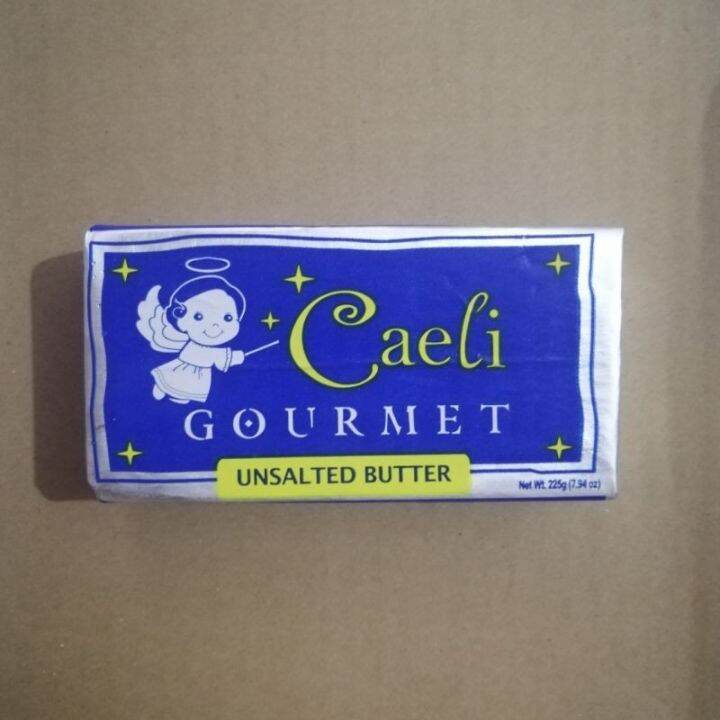 Caeli
GOURMET
UNSALTED BUTTER
Net Wt. 225g (7.94 oz)